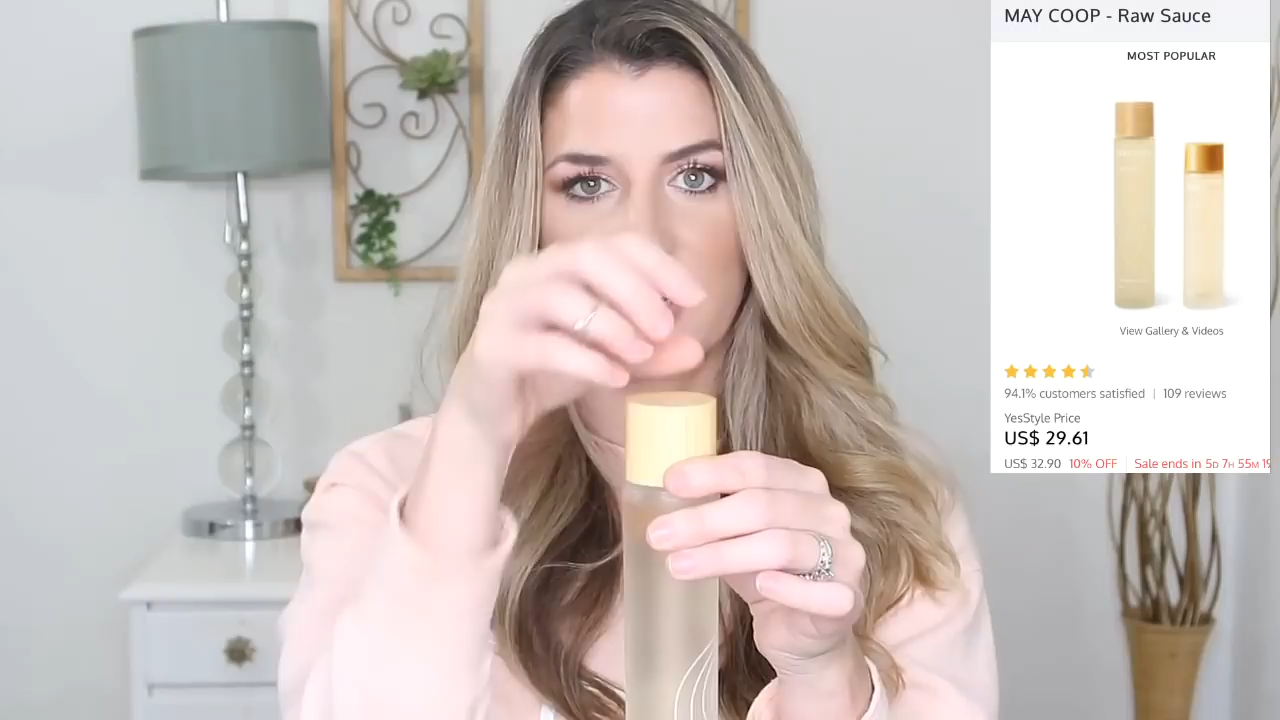 MAY COOP - Raw Sauce
MOST POPULAR
View Gallery & Videos
94.1% customers satisfied | 109 reviews
YesStyle Price
US$ 29.61
US$ 32.90 10% OFF | Sale ends in 5D 7H 55M